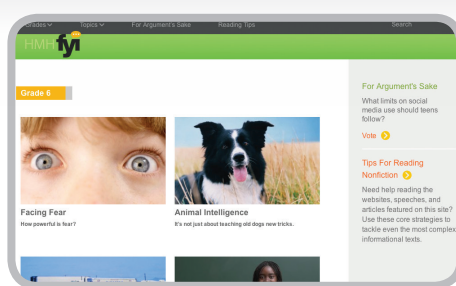 Grades Topics For Argument's Sake Reading Tips Search
HMH fyi
Grade 6
Facing Fear
How powerful is fear?
Animal Intelligence
It's not just about teaching old dogs new tricks.
For Argument's Sake
What limits on social
media use should teens
follow?
Vote
Tips For Reading
Nonfiction
Need help reading the
websites, speeches, and
articles featured on this site?
Use these core strategies to
tackle even the most complex
informational texts.